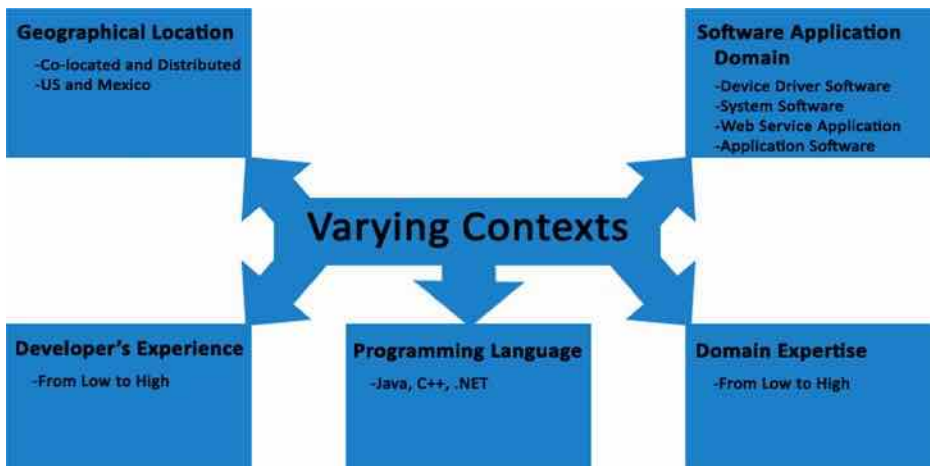 Geographical Location
-Co-located and Distributed
-US and Mexico
Software Application
Domain
-Device Driver Software
-System Software
-Web Service Application
-Application Software
Varying Contexts
Developer's Experience
-From Low to High
Programming Language
-Java, C++, .NET
Domain Expertise
-From Low to High